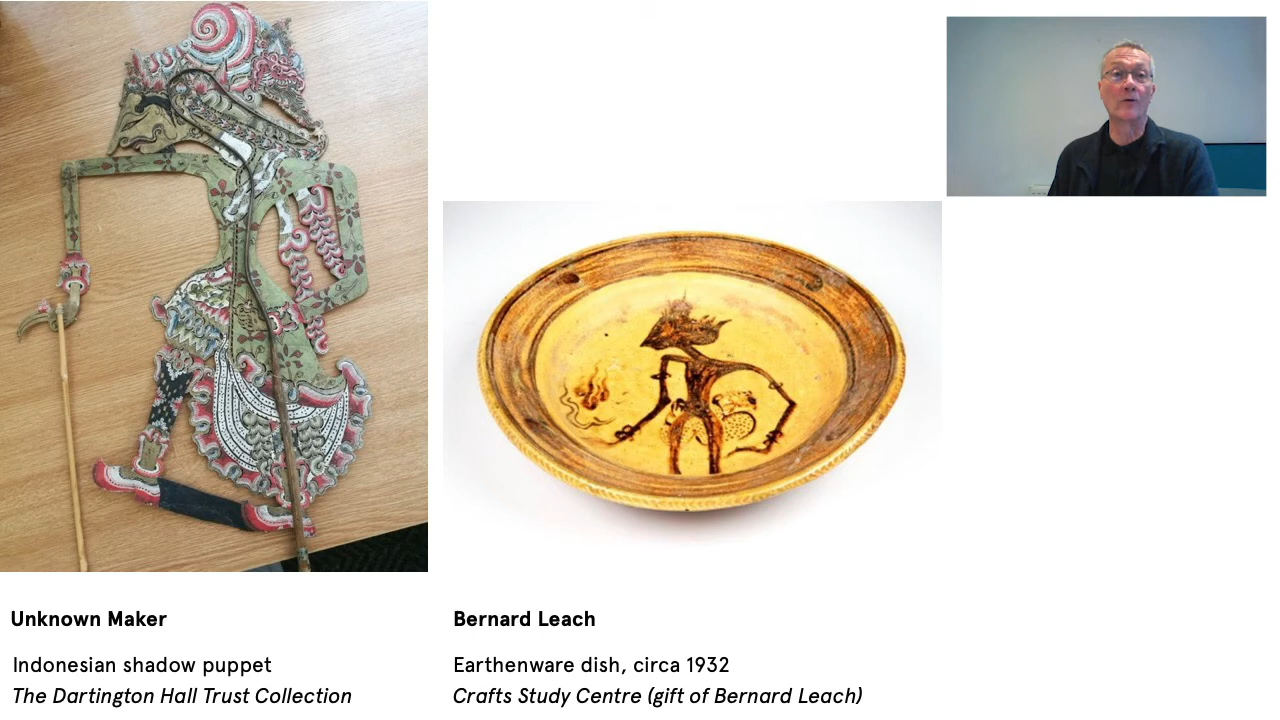 Unknown Maker
Indonesian shadow puppet
The Dartington Hall Trust Collection
Bernard Leach
Earthenware dish, circa 1932
Crafts Study Centre (gift of Bernard Leach)